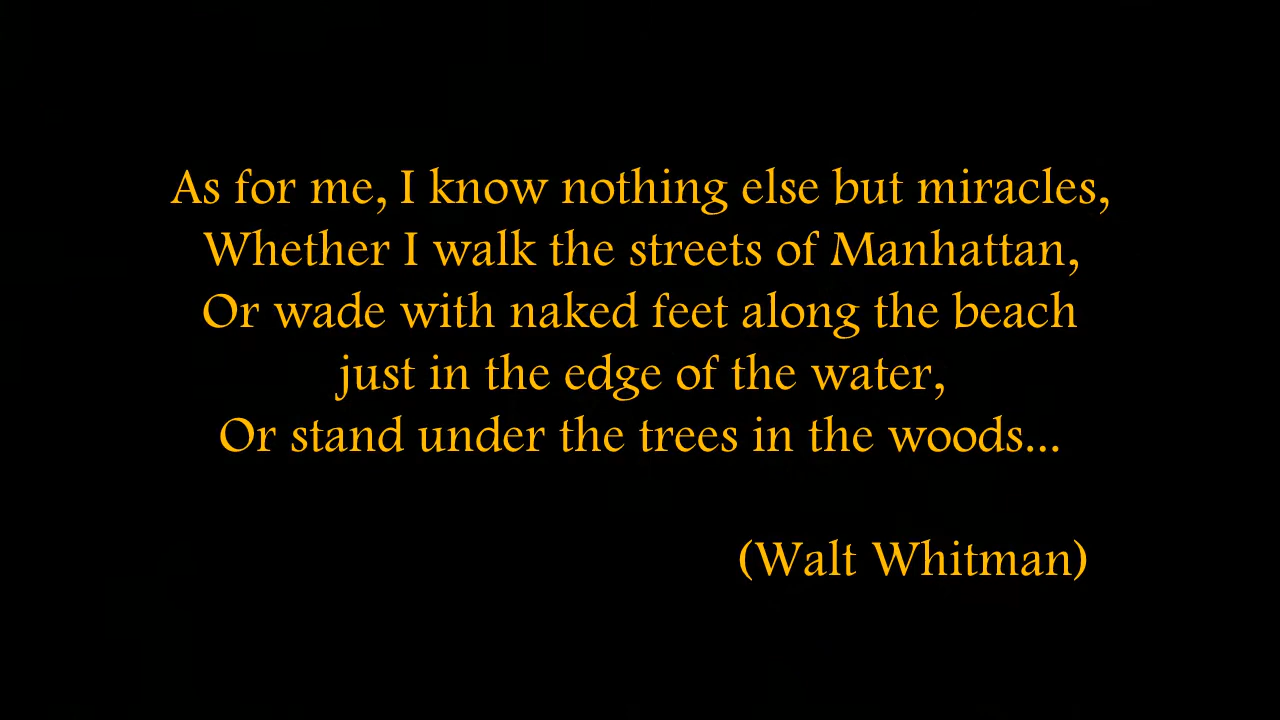 As for me, I know nothing else but miracles,
Whether I walk the streets of Manhattan,
Or wade with naked feet along the beach
just in the edge of the water,
Or stand under the trees in the woods...
(Walt Whitman)